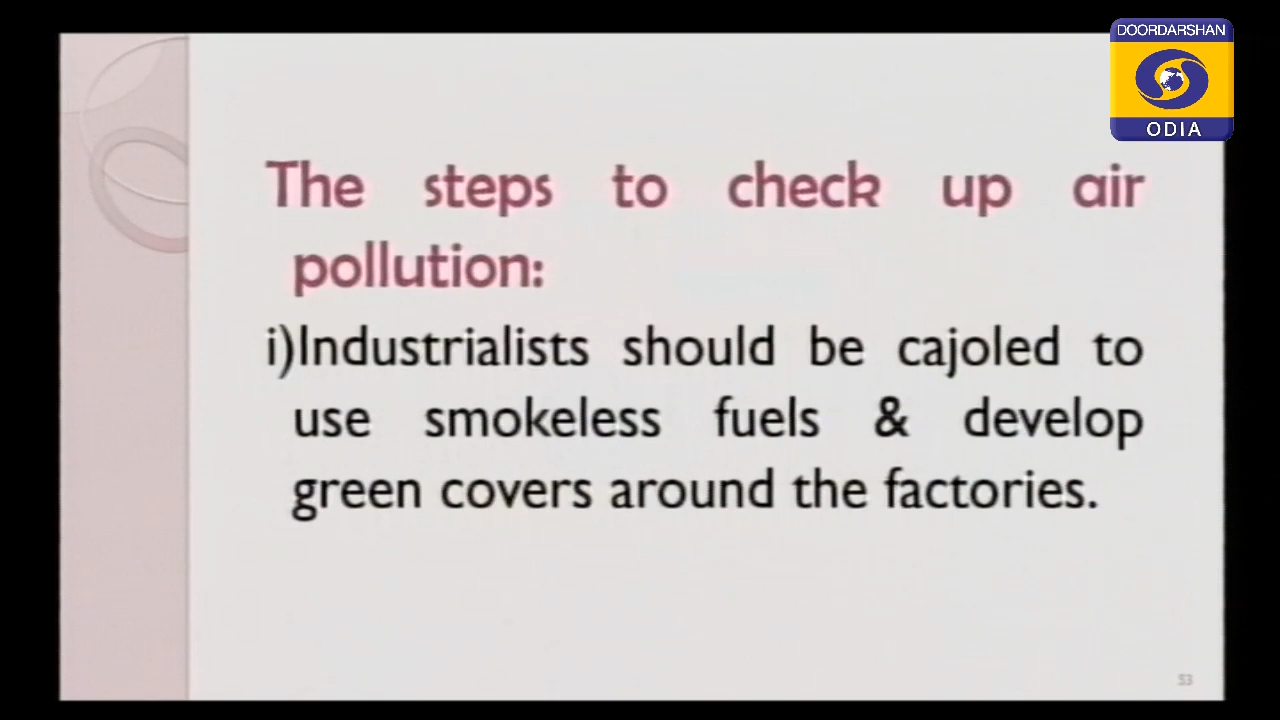 DOORDARSHAN
ODIA
The steps to check up air
pollution:
i)Industrialists should be cajoled to
use smokeless fuels & develop
green covers around the factories.
53